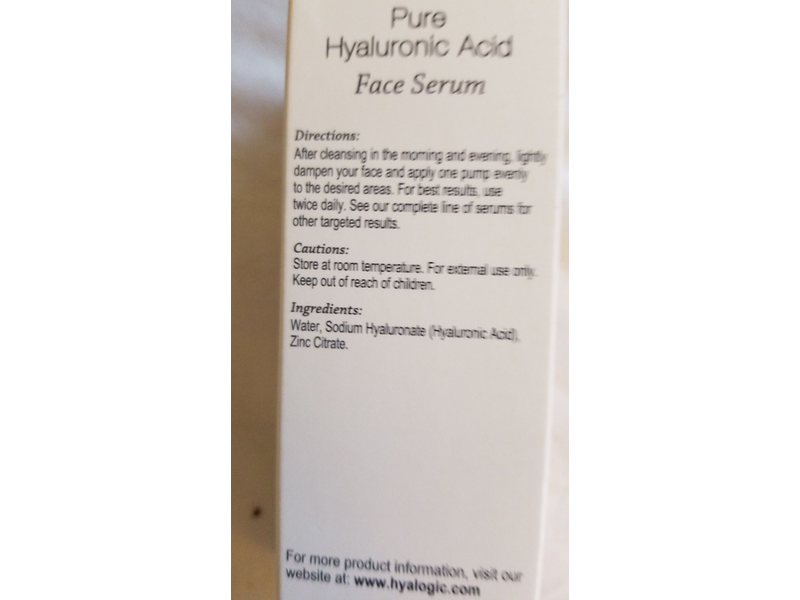 Pure
Hyaluronic Acid
Face Serum
Directions:
After cleansing in the morning and evening, lightly
dampen your face and apply one pump evenly
to the desired areas. For best results, use
twice daily. See our complete line of serums for
other targeted results.
Cautions:
Store at room temperature. For external use only.
Keep out of reach of children.
Ingredients:
Water, Sodium Hyaluronate (Hyaluronic Acid),
Zinc Citrate.
For more product information, visit our
website at: www.hyalogic.com